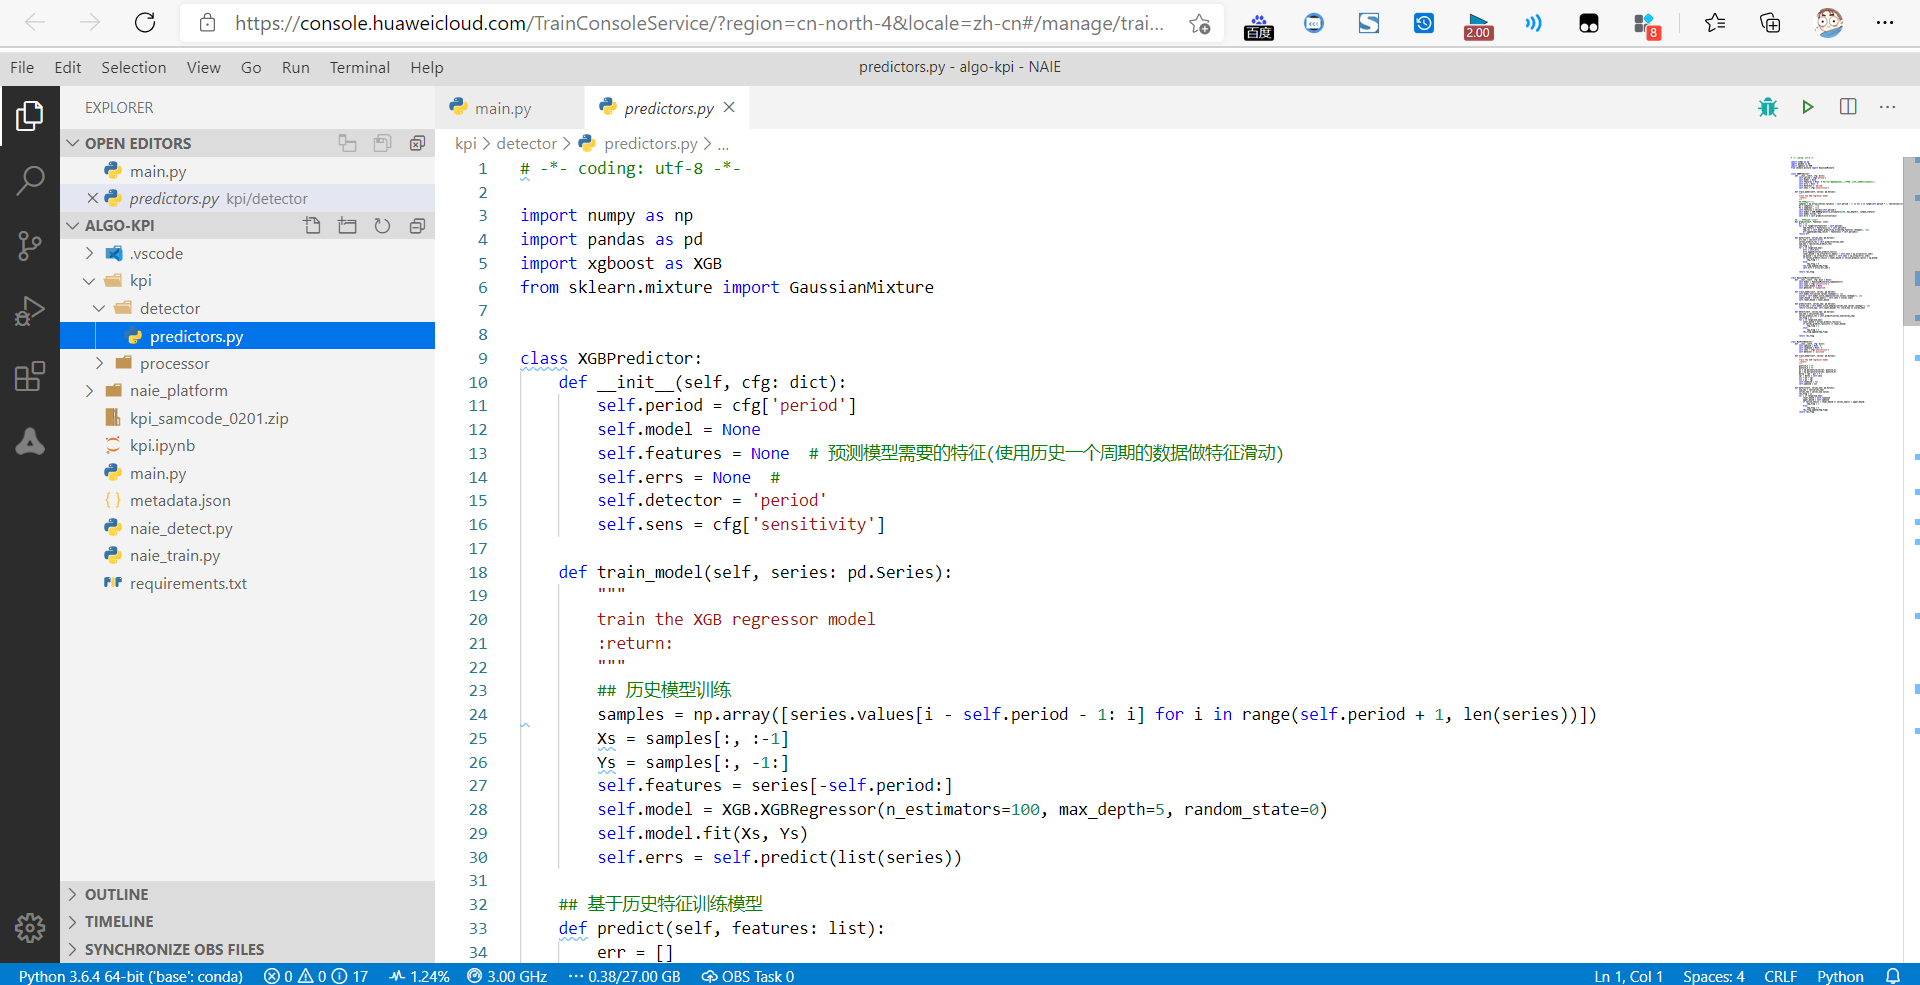 https://console.huaweicloud.com/TrainConsoleService/?region=cn-north-4&locale=zh-cn#/manage/trai...
百度
2.00
8
File Edit Selection View Go Run Terminal Help
predictors.py - algo-kpi - NAIE
EXPLORER
OPEN EDITORS
main.py
predictors.py kpi/detector
ALGO-KPI
.vscode
kpi
detector
predictors.py
processor
naie_platform
kpi_samcode_0201.zip
kpi.ipynb
main.py
metadata.json
naie_detect.py
naie_train.py
requirements.txt
OUTLINE
TIMELINE
SYNCHRONIZE OBS FILES
main.py
predictors.py
kpi > detector > predictors.py > ...
1 # -*- coding: utf-8 -*-
2
3 import numpy as np
4 import pandas as pd
5 import xgboost as XGB
6 from sklearn.mixture import GaussianMixture
7
8
9 class XGBPredictor:
10     def __init__(self, cfg: dict):
11         self.period = cfg['period']
12         self.model = None
13         self.features = None  # 预测模型需要的特征(使用历史一个周期的数据做特征滑动)
14         self.errs = None  #
15         self.detector = 'period'
16         self.sens = cfg['sensitivity']
17
18     def train_model(self, series: pd.Series):
19         """
20         train the XGB regressor model
21         :return:
22         """
23         ## 历史模型训练
24         samples = np.array([series.values[i - self.period - 1: i] for i in range(self.period + 1, len(series))])
25         Xs = samples[:, :-1]
26         Ys = samples[:, -1:]
27         self.features = series[-self.period:]
28         self.model = XGB.XGBRegressor(n_estimators=100, max_depth=5, random_state=0)
29         self.model.fit(Xs, Ys)
30         self.errs = self.predict(list(series))
31
32     ## 基于历史特征训练模型
33     def predict(self, features: list):
34         err = []
Python 3.6.4 64-bit ('base': conda) 0 0 17 1.24% 3.00 GHz 0.38/27.00 GB OBS Task 0
Ln 1, Col 1 Spaces: 4 CRLF Python